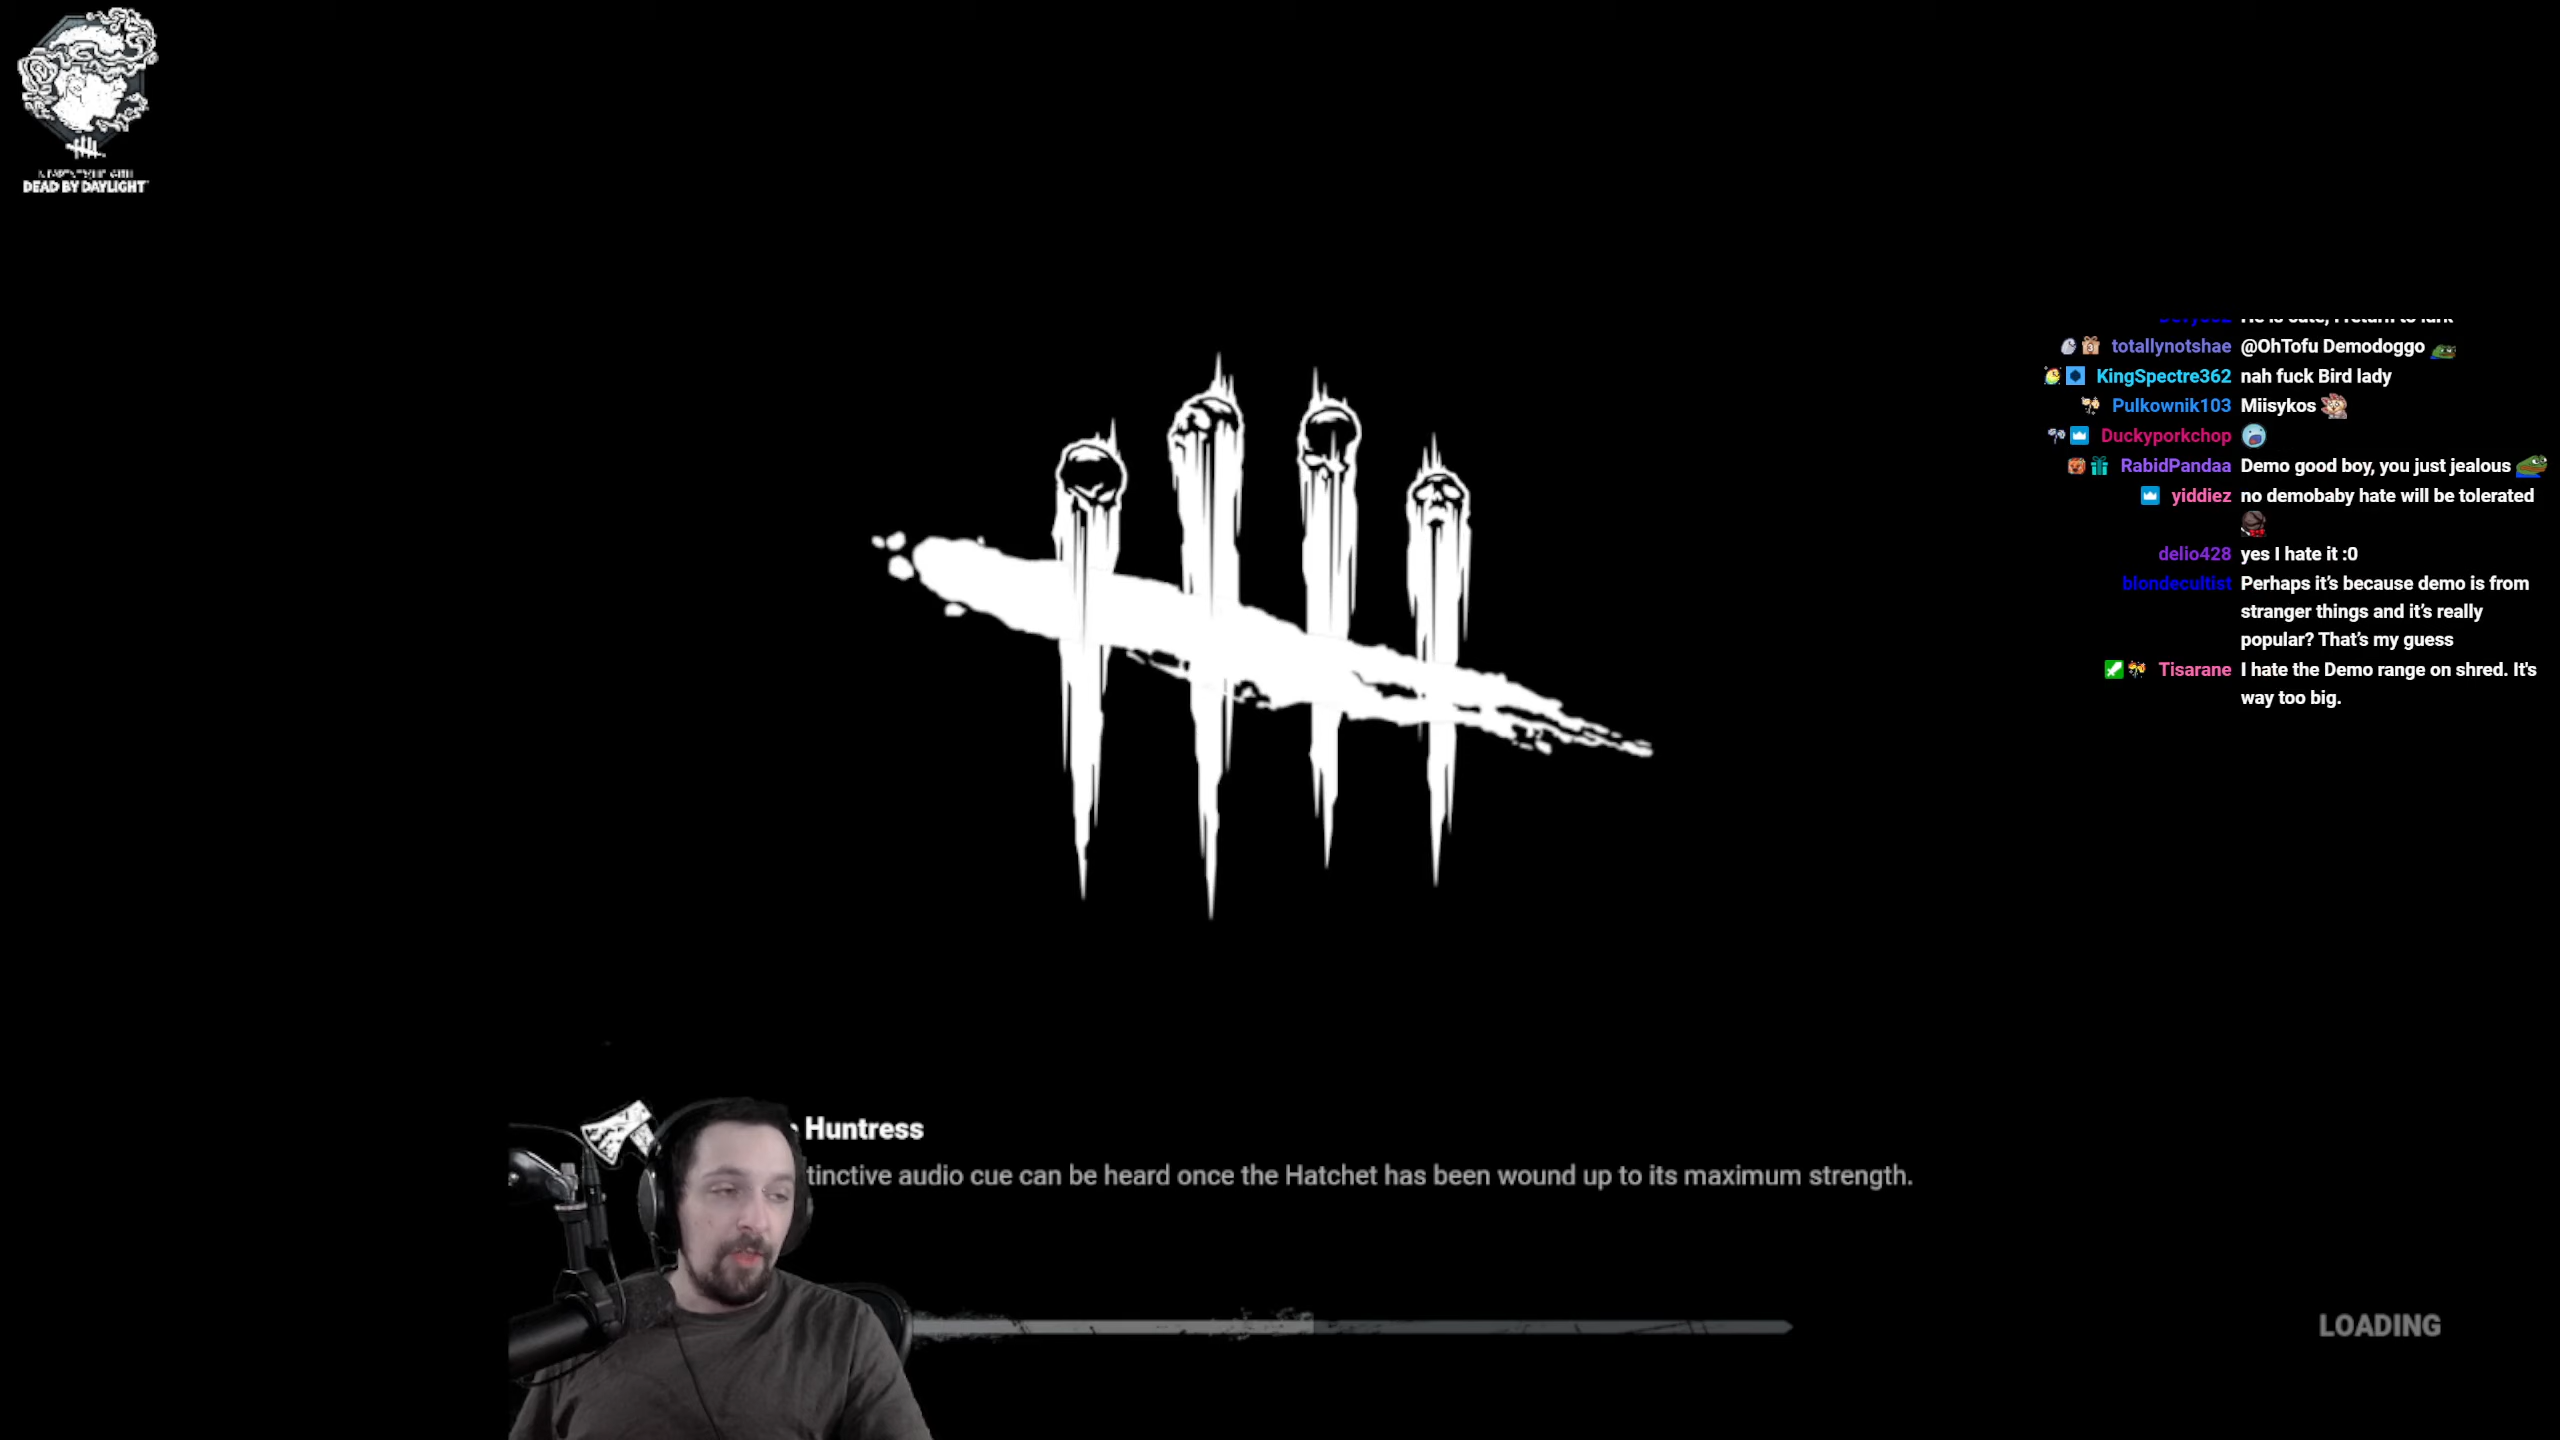 DEAD BY DAYLIGHT
totallynotshae @OhTofu Demodoggo
KingSpectre362 nah fuck Bird lady
Pulkownik103 Miisykos
Duckyporkchop
RabidPandaa Demo good boy, you just jealous
yiddiez no demobaby hate will be tolerated
delio428 yes I hate it :0
blondecultist Perhaps it’s because demo is from
stranger things and it’s really
popular? That’s my guess
Tisarane I hate the Demo range on shred. It's
way too big.
Huntress
tinctive audio cue can be heard once the Hatchet has been wound up to its maximum strength.
LOADING